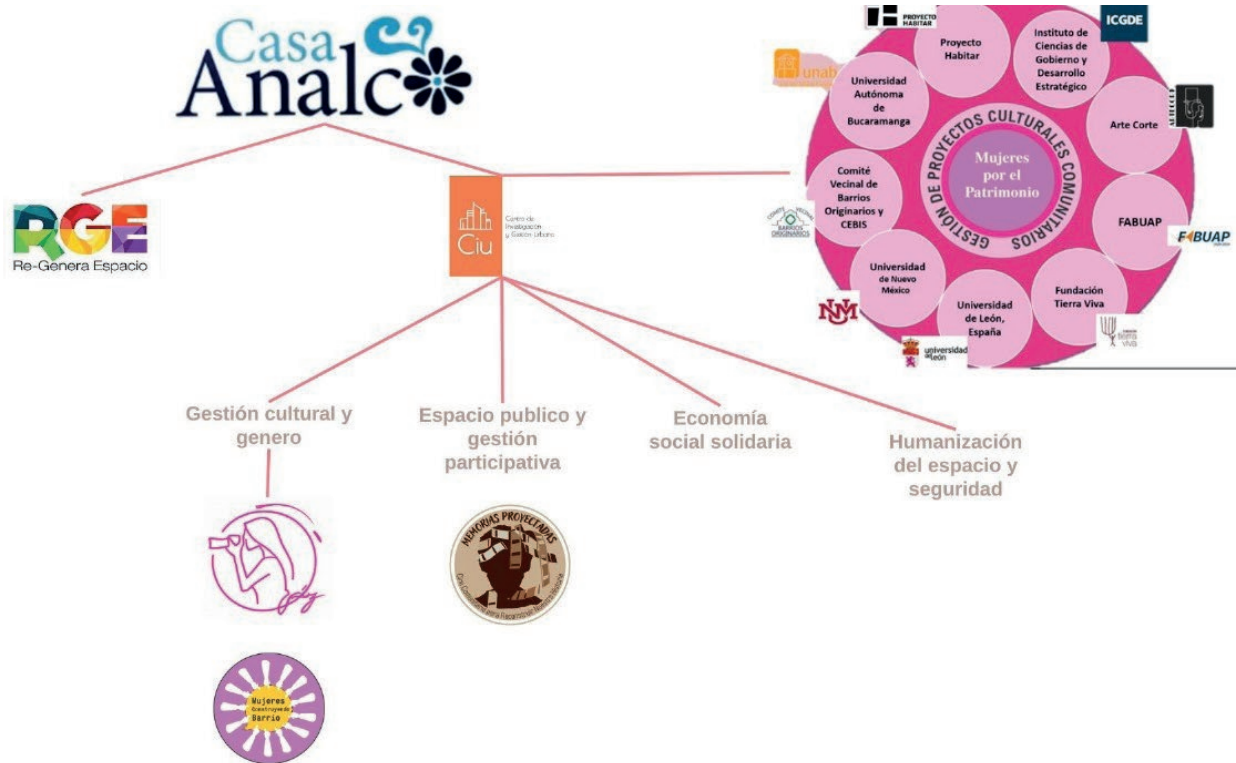 Casa
Analco
RGE
Re-Genera Espacio
Ciu
Centro de
Investigación
y Gestión Urbana
PROYECTO
HABITAR
ICGDE
unab
Proyecto
Habitar
Instituto de
Ciencias de
Gobierno y
Desarrollo
Estratégico
Universidad
Autónoma
de
Bucaramanga
Arte Corte
GESTIÓN DE PROYECTOS CULTURALES COMUNITARIOS
Mujeres
por el
Patrimonio
Comité
Vecinal de
Barrios
Originarios y
CEBIS
BARRIOS
ORIGINARIOS
FABUAP
FABUAP
Universidad
de Nuevo
México
NM
Universidad
de León,
España
universidad
de león
Fundación
Tierra Viva
tierra
viva
Gestión cultural y
genero
Espacio publico y
gestión
participativa
Economía
social solidaria
Humanización
del espacio y
seguridad
MEMORIAS PROYECTADAS
Mujeres
Construyendo
Barrio